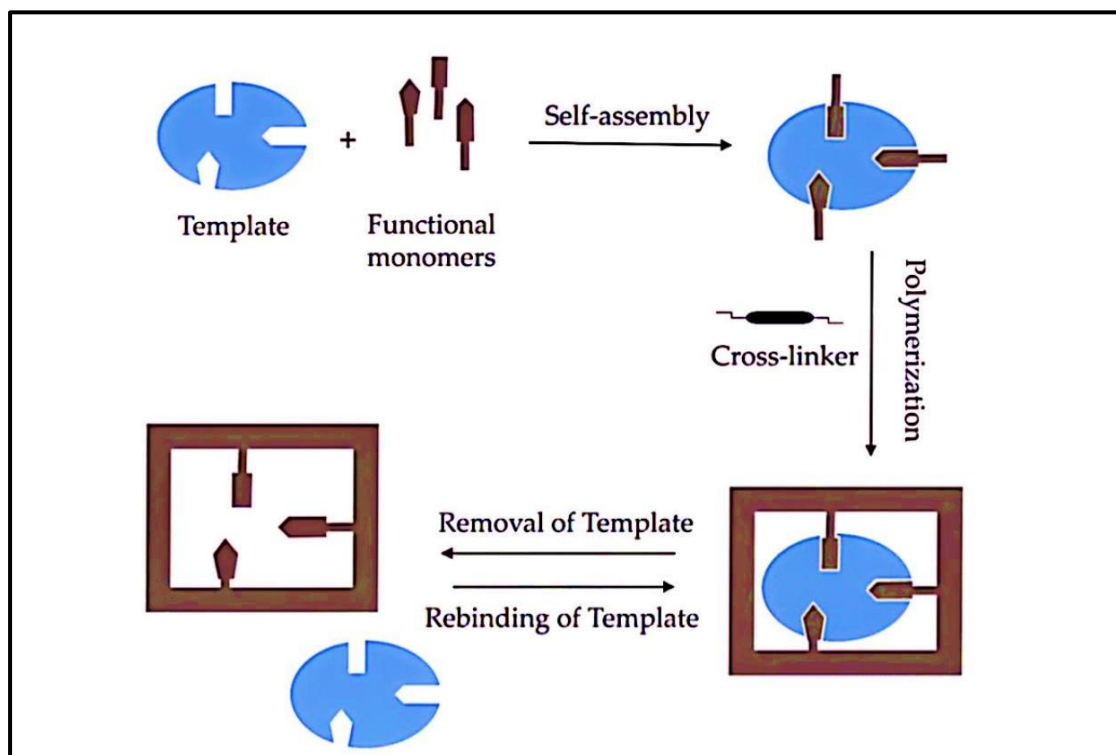 Template
+
Functional
monomers
Self-assembly
Cross-linker
Polymerization
Removal of Template
Rebinding of Template